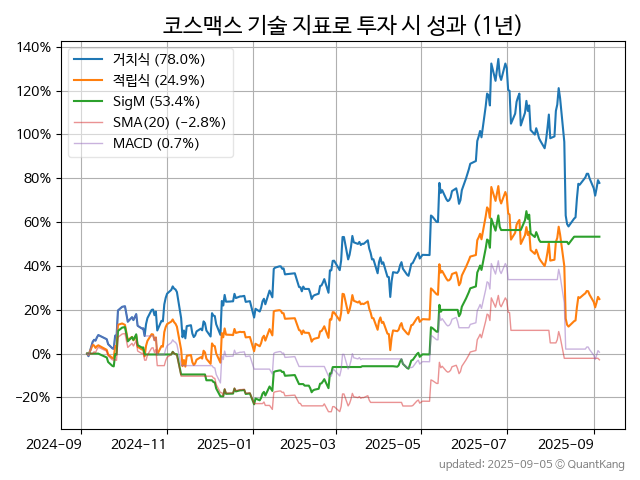 코스맥스 기술 지표로 투자 시 성과 (1년)
140%
120%
100%
80%
60%
40%
20%
0%
−20%
거치식 (78.0%)
적립식 (24.9%)
SigM (53.4%)
SMA(20) (−2.8%)
MACD (0.7%)
2024-09 2024-11 2025-01 2025-03 2025-05 2025-07 2025-09
updated: 2025-09-05 © QuantKang